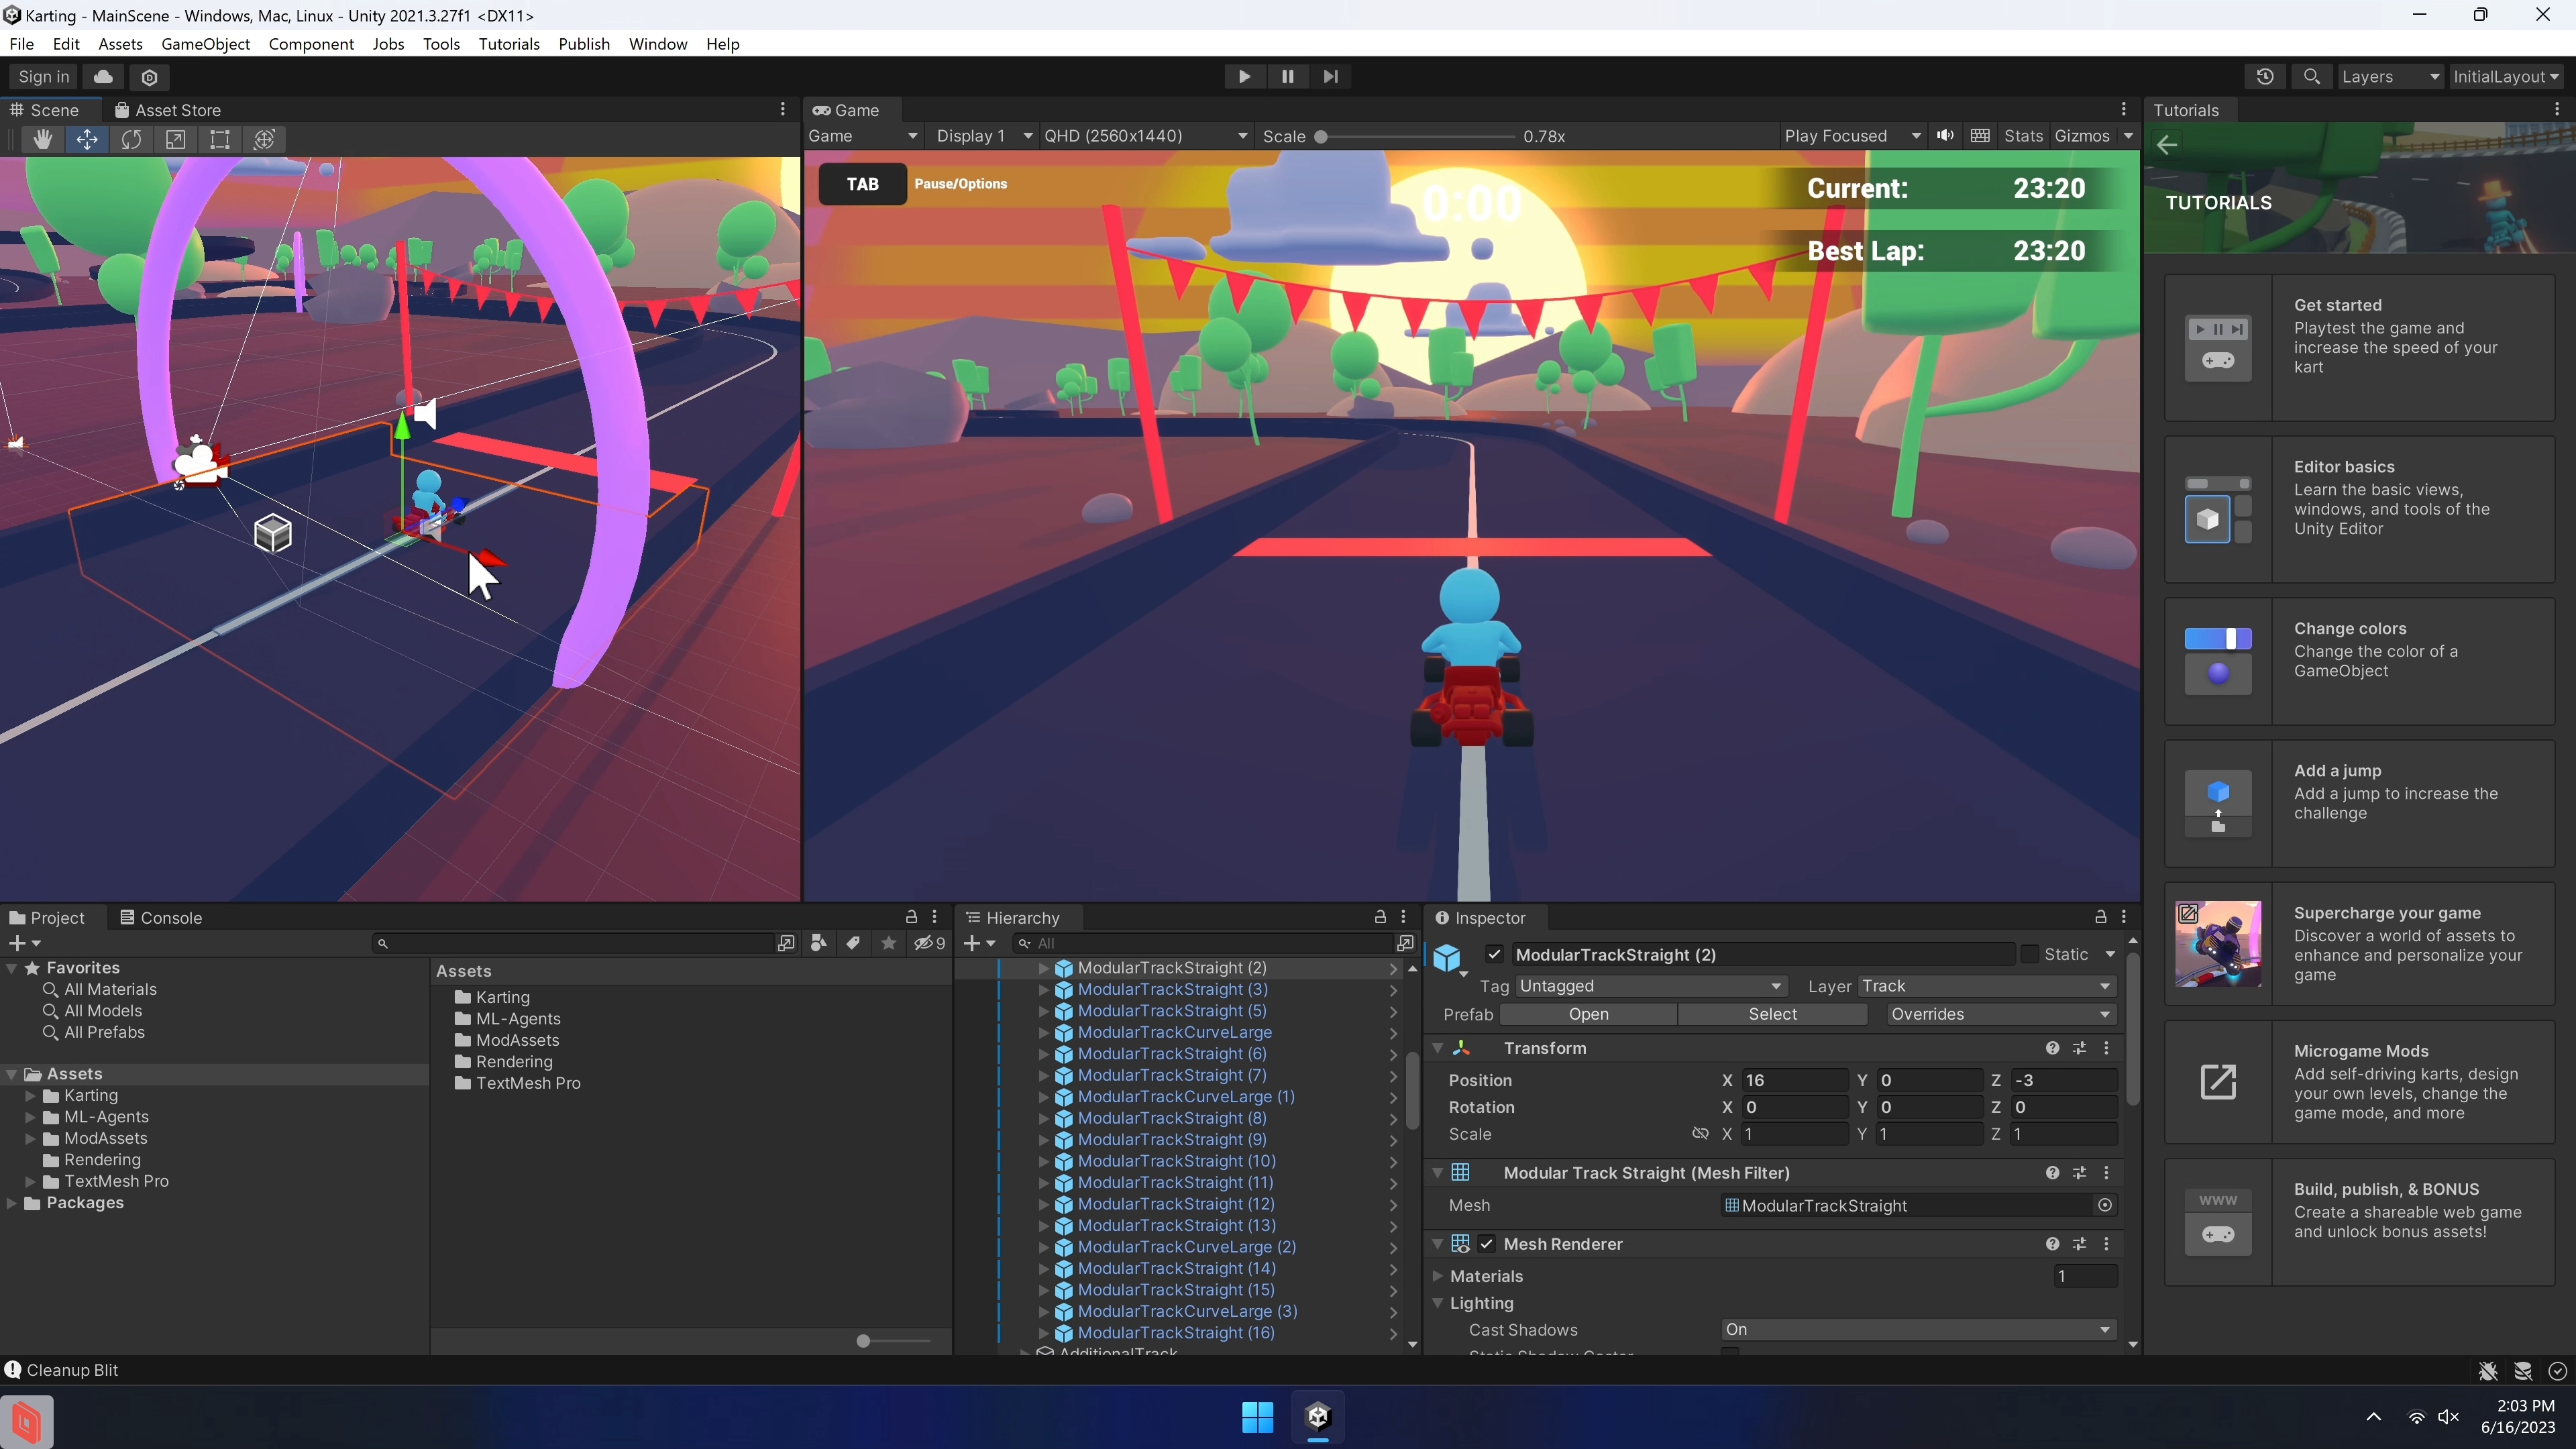 Karting - MainScene - Windows, Mac, Linux - Unity 2021.3.27f1 <DX11>
File Edit Assets GameObject Component Jobs Tools Tutorials Publish Window Help
Sign in
Layers
InitialLayout
Scene
Asset Store
Game
Tutorials
Game
Display 1
QHD (2560x1440)
Scale
0.78x
Play Focused
Stats
Gizmos
TAB
Pause/Options
0:00
Current: 23:20
Best Lap: 23:20
TUTORIALS
Get started
Playtest the game and
increase the speed of your
kart
Editor basics
Learn the basic views,
windows, and tools of the
Unity Editor
Change colors
Change the color of a
GameObject
Add a jump
Add a jump to increase the
challenge
Supercharge your game
Discover a world of assets to
enhance and personalize your
game
Microgame Mods
Add self-driving karts, design
your own levels, change the
game mode, and more
WWW
Build, publish, & BONUS
Create a shareable web game
and unlock bonus assets!
Project
Console
9
Favorites
All Materials
All Models
All Prefabs
Assets
Karting
ML-Agents
ModAssets
Rendering
TextMesh Pro
Packages
Assets
Karting
ML-Agents
ModAssets
Rendering
TextMesh Pro
Hierarchy
All
ModularTrackStraight (2)
ModularTrackStraight (3)
ModularTrackStraight (5)
ModularTrackCurveLarge
ModularTrackStraight (6)
ModularTrackStraight (7)
ModularTrackCurveLarge (1)
ModularTrackStraight (8)
ModularTrackStraight (9)
ModularTrackStraight (10)
ModularTrackStraight (11)
ModularTrackStraight (12)
ModularTrackStraight (13)
ModularTrackCurveLarge (2)
ModularTrackStraight (14)
ModularTrackStraight (15)
ModularTrackCurveLarge (3)
ModularTrackStraight (16)
AdditionalTrack
Inspector
ModularTrackStraight (2)
Static
Tag Untagged
Layer Track
Prefab Open Select Overrides
Transform
Position X 16 Y 0 Z -3
Rotation X 0 Y 0 Z 0
Scale X 1 Y 1 Z 1
Modular Track Straight (Mesh Filter)
Mesh ModularTrackStraight
Mesh Renderer
Materials 1
Lighting
Cast Shadows On
Static Shadow Caster
Cleanup Blit
2:03 PM
6/16/2023